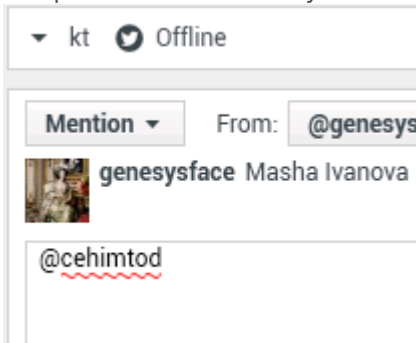 kt Offline
Mention From: @genesys
genesysface Masha Ivanova
@cehimtod